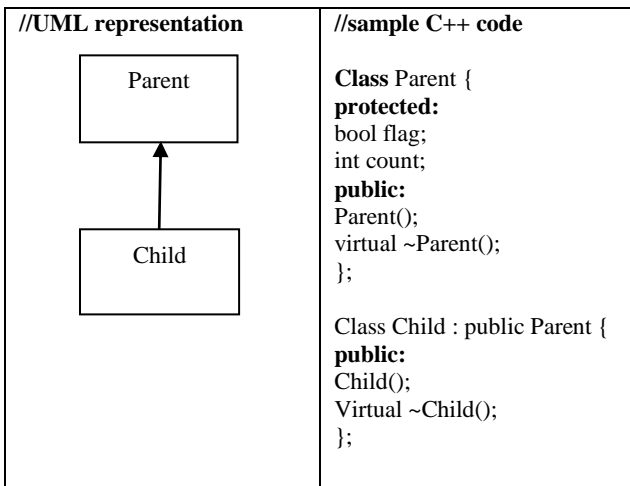 //UML representation
Parent
Child
//sample C++ code
Class Parent {
protected:
bool flag;
int count;
public:
Parent();
virtual ~Parent();
};
Class Child : public Parent {
public:
Child();
Virtual ~Child();
};